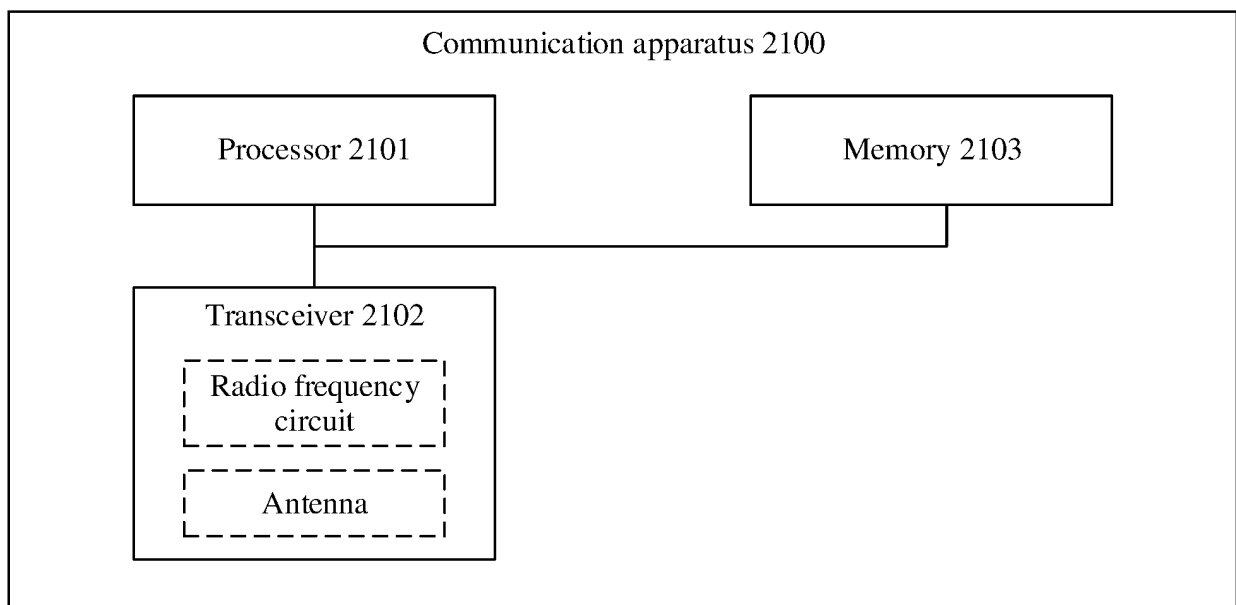 Communication apparatus 2100
Processor 2101
Memory 2103
Transceiver 2102
Radio frequency
circuit
Antenna